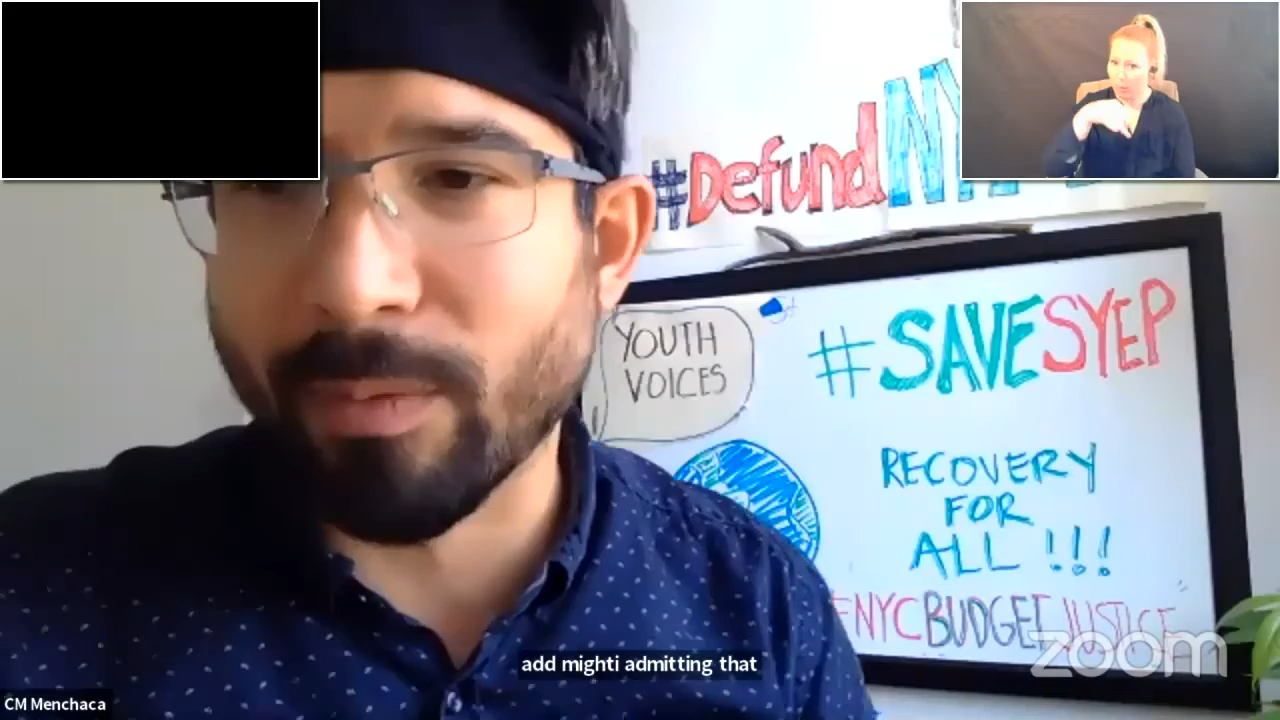 #DefundNY
YOUTH
VOICES
#SAVESYEP
RECOVERY
FOR
ALL !!!
#NYCBUDGETJUSTICE
zoom
add mighti admitting that
CM Menchaca